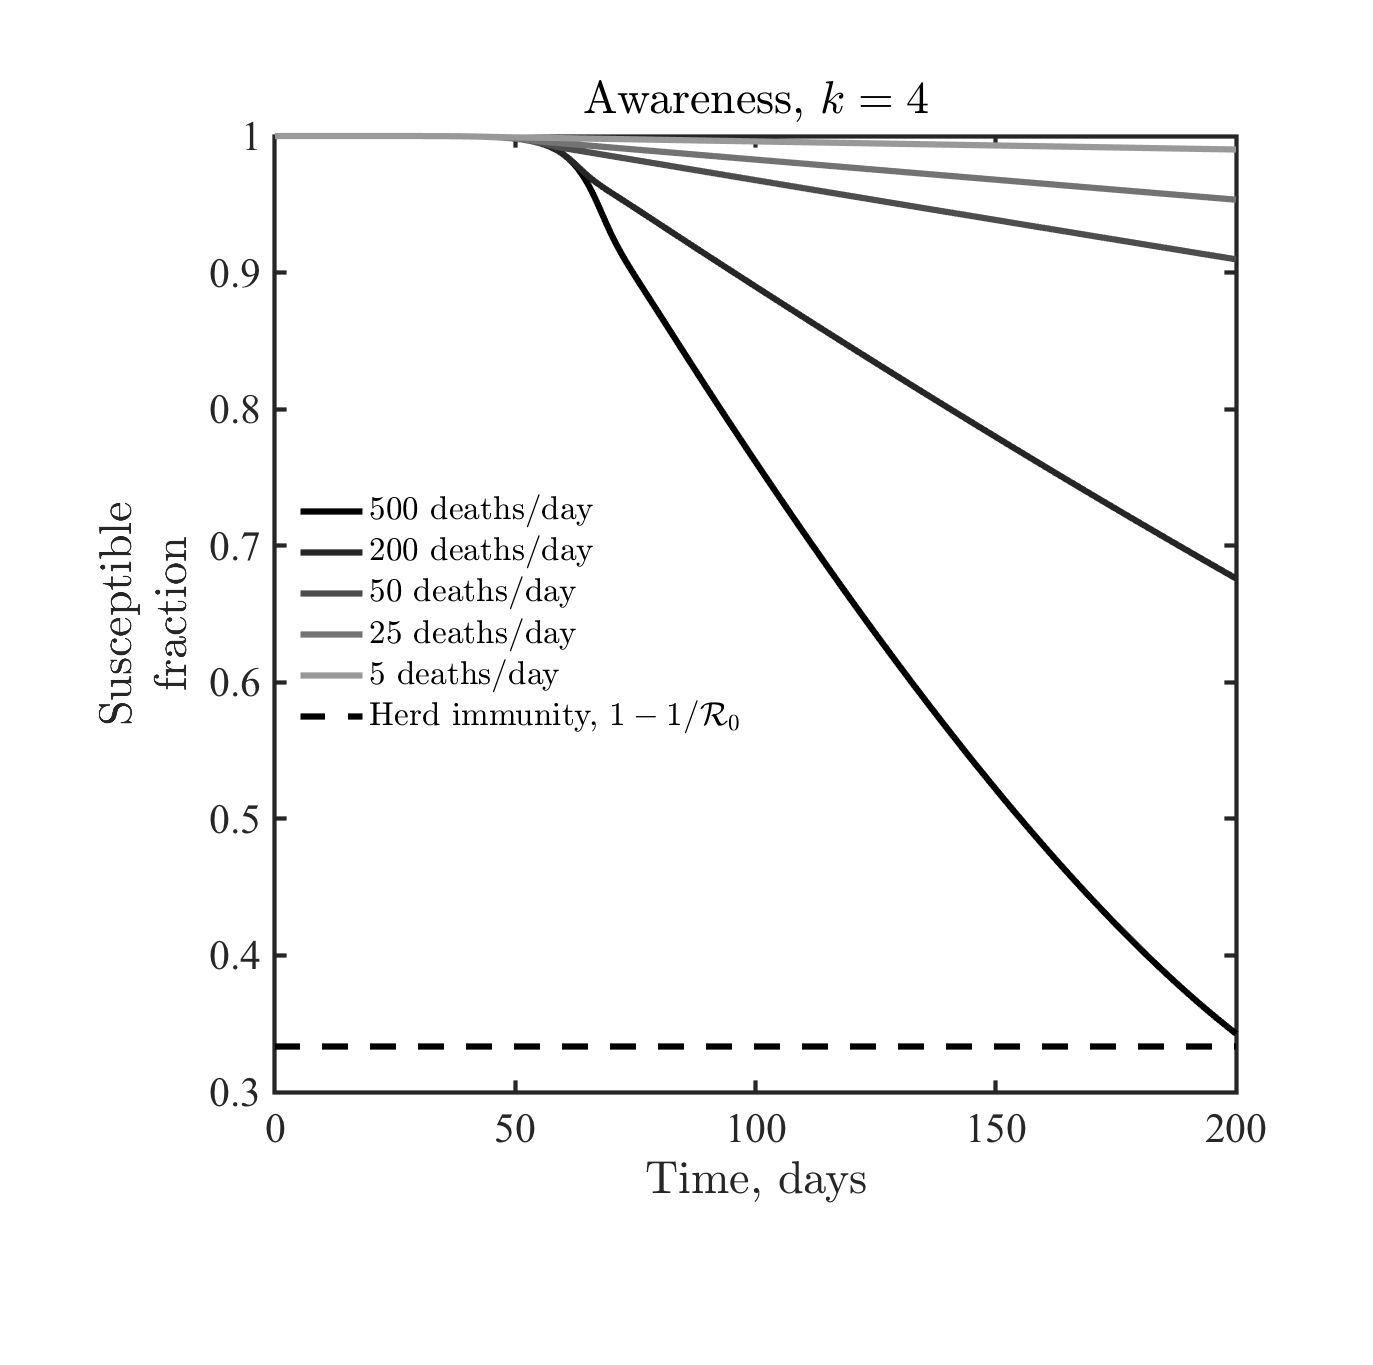 Awareness, k = 4
1
0.9
0.8
0.7
0.6
0.5
0.4
0.3
Susceptible
fraction
500 deaths/day
200 deaths/day
50 deaths/day
25 deaths/day
5 deaths/day
Herd immunity, 1 − 1/ℛ₀
0 50 100 150 200
Time, days